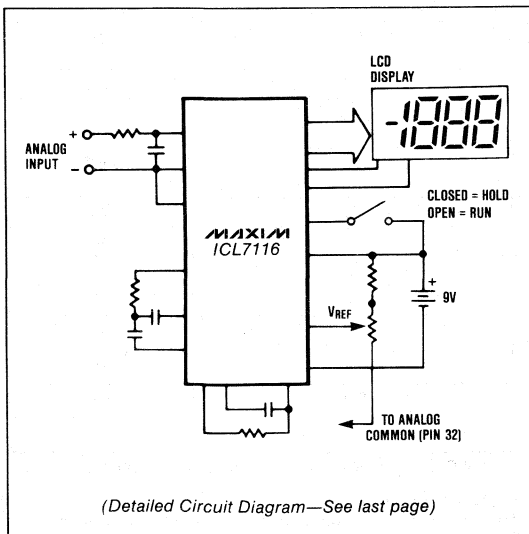 LCD
DISPLAY
-1888
+
ANALOG
INPUT
-
CLOSED = HOLD
OPEN = RUN
MAXIM
ICL7116
+
9V
VREF
TO ANALOG
COMMON (PIN 32)
(Detailed Circuit Diagram—See last page)